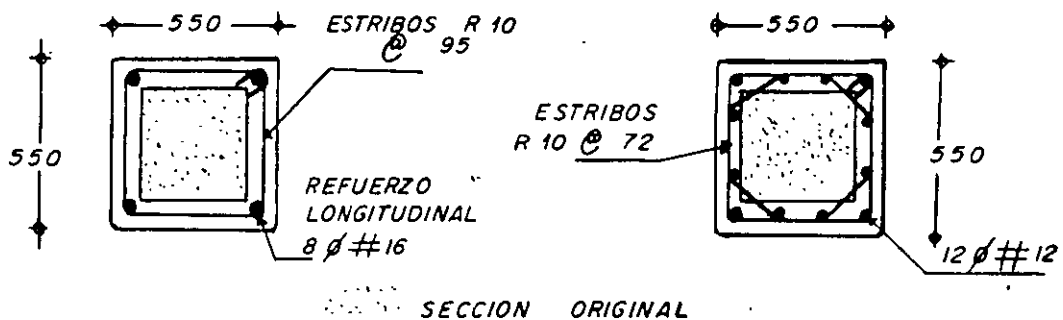 550
ESTRIBOS R 10
@ 95
550
550
REFUERZO
LONGITUDINAL
8 Ø # 16
ESTRIBOS
R 10 @ 72
550
12 Ø # 12
SECCION ORIGINAL